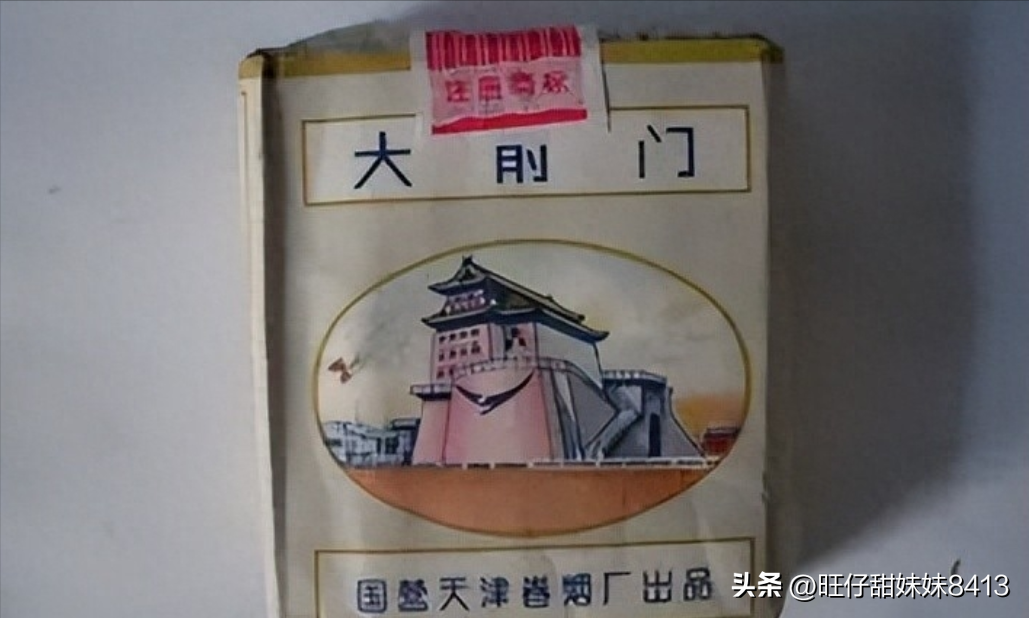 注册商标
大前门
国营天津卷烟厂出品
头条 @旺仔甜妹妹8413